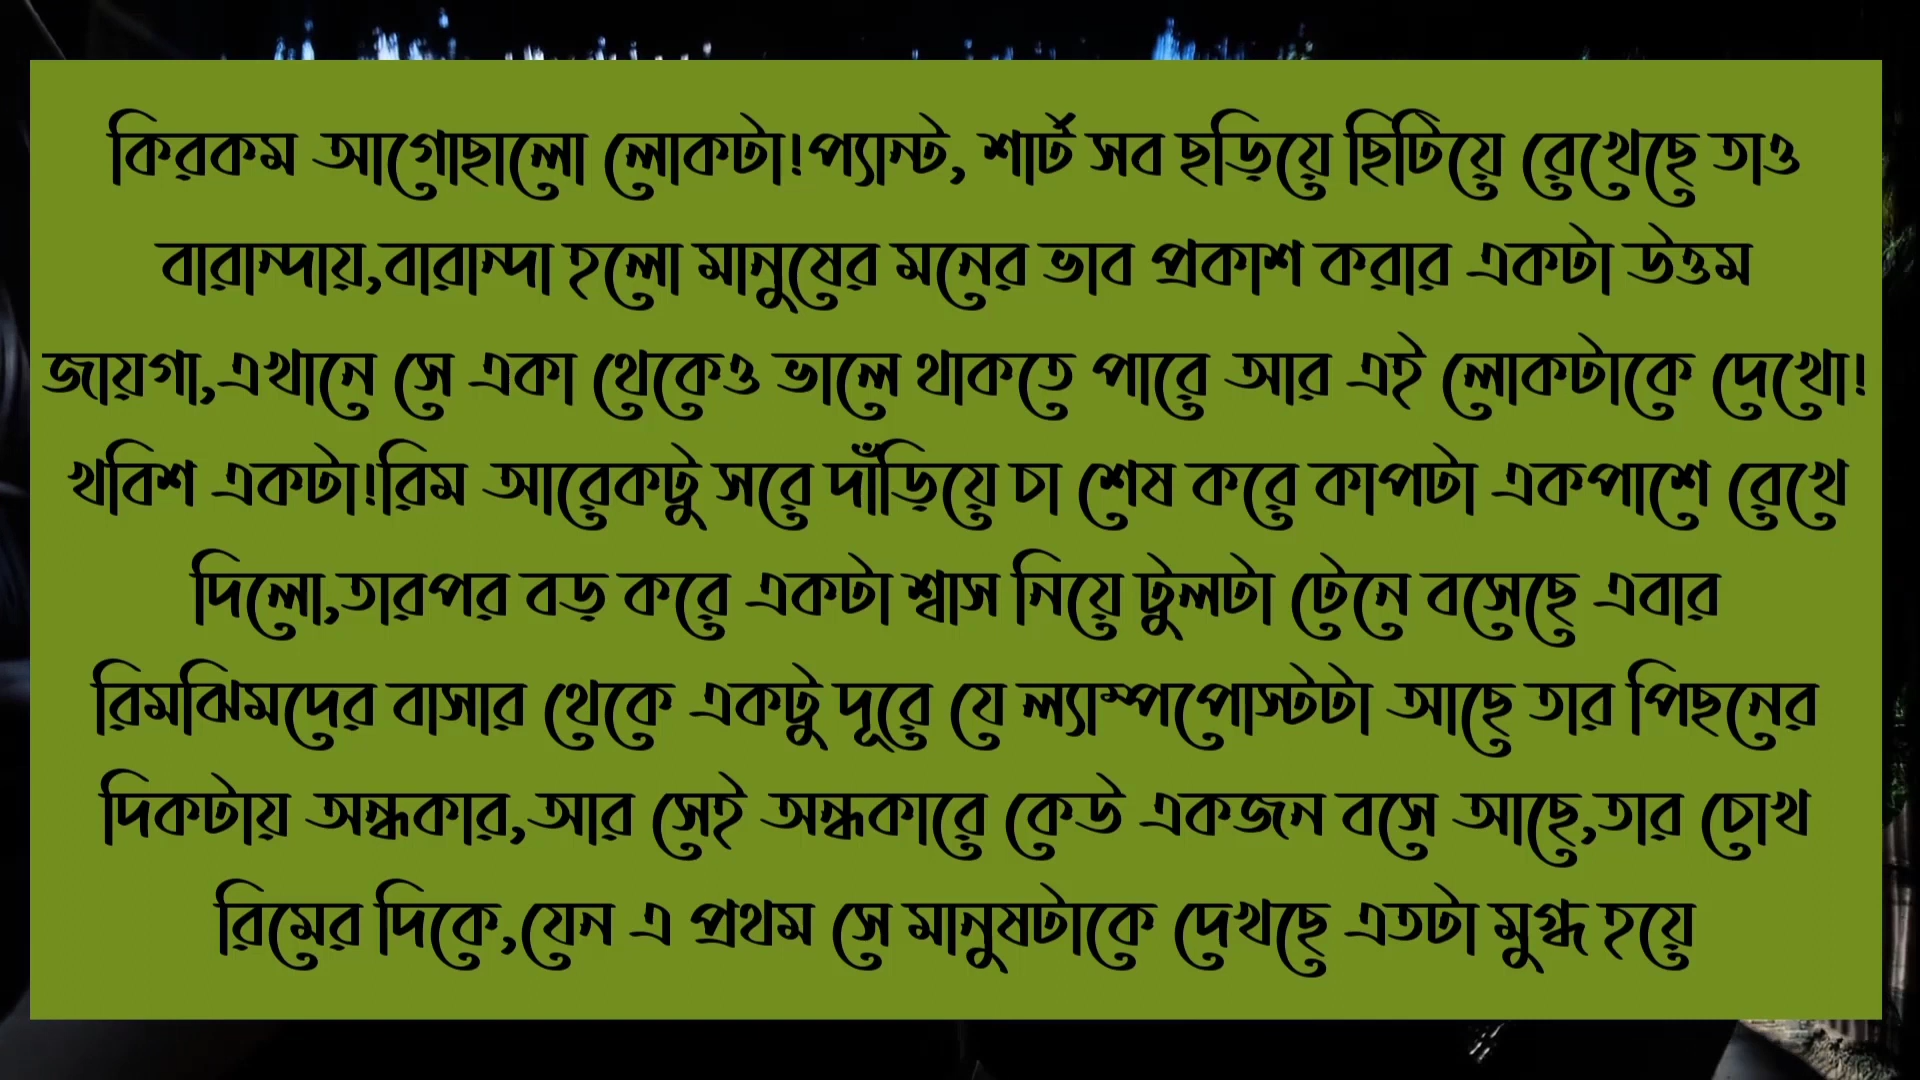 কিরকম আগোছালো লোকটা!প্যান্ট, শার্ট সব ছড়িয়ে ছিটিয়ে রেখেছে তাও
বারান্দায়,বারান্দা হলো মানুষের মনের ভাব প্রকাশ করার একটা উত্তম
জায়গা,এখানে সে একা থেকেও ভালে থাকতে পারে আর এই লোকটাকে দেখো!
খবিশ একটা!রিম আরেকটু সরে দাঁড়িয়ে চা শেষ করে কাপটা একপাশে রেখে
দিলো,তারপর বড় করে একটা শ্বাস নিয়ে টুলটা টেনে বসেছে এবার
রিমঝিমদের বাসার থেকে একটু দূরে যে ল্যাম্পপোস্টটা আছে তার পিছনের
দিকটায় অন্ধকার,আর সেই অন্ধকারে কেউ একজন বসে আছে,তার চোখ
রিমের দিকে,যেন এ প্রথম সে মানুষটাকে দেখছে এতটা মুগ্ধ হয়ে